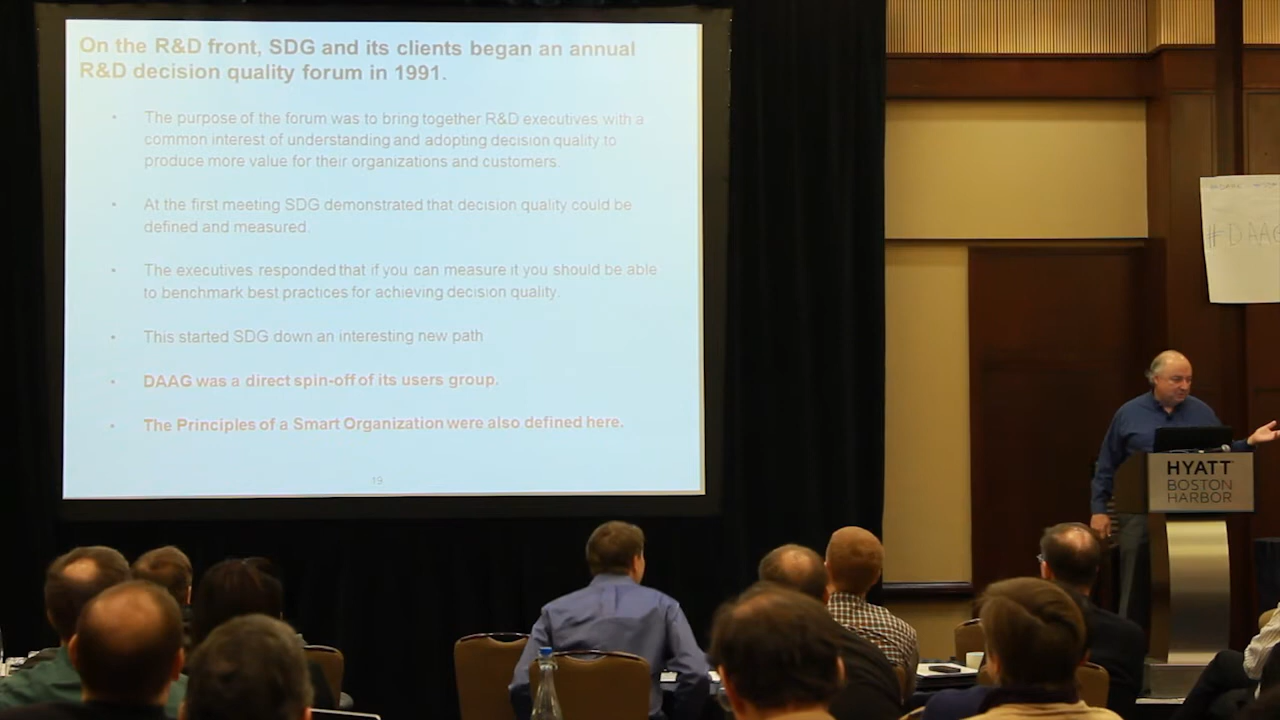 On the R&D front, SDG and its clients began an annual
R&D decision quality forum in 1991.
The purpose of the forum was to bring together R&D executives with a
common interest of understanding and adopting decision quality to
produce more value for their organizations and customers.
At the first meeting SDG demonstrated that decision quality could be
defined and measured.
The executives responded that if you can measure it you should be able
to benchmark best practices for achieving decision quality.
This started SDG down an interesting new path
DAAG was a direct spin-off of its users group.
The Principles of a Smart Organization were also defined here.
19
#DAAG
HYATT
BOSTON
HARBOR